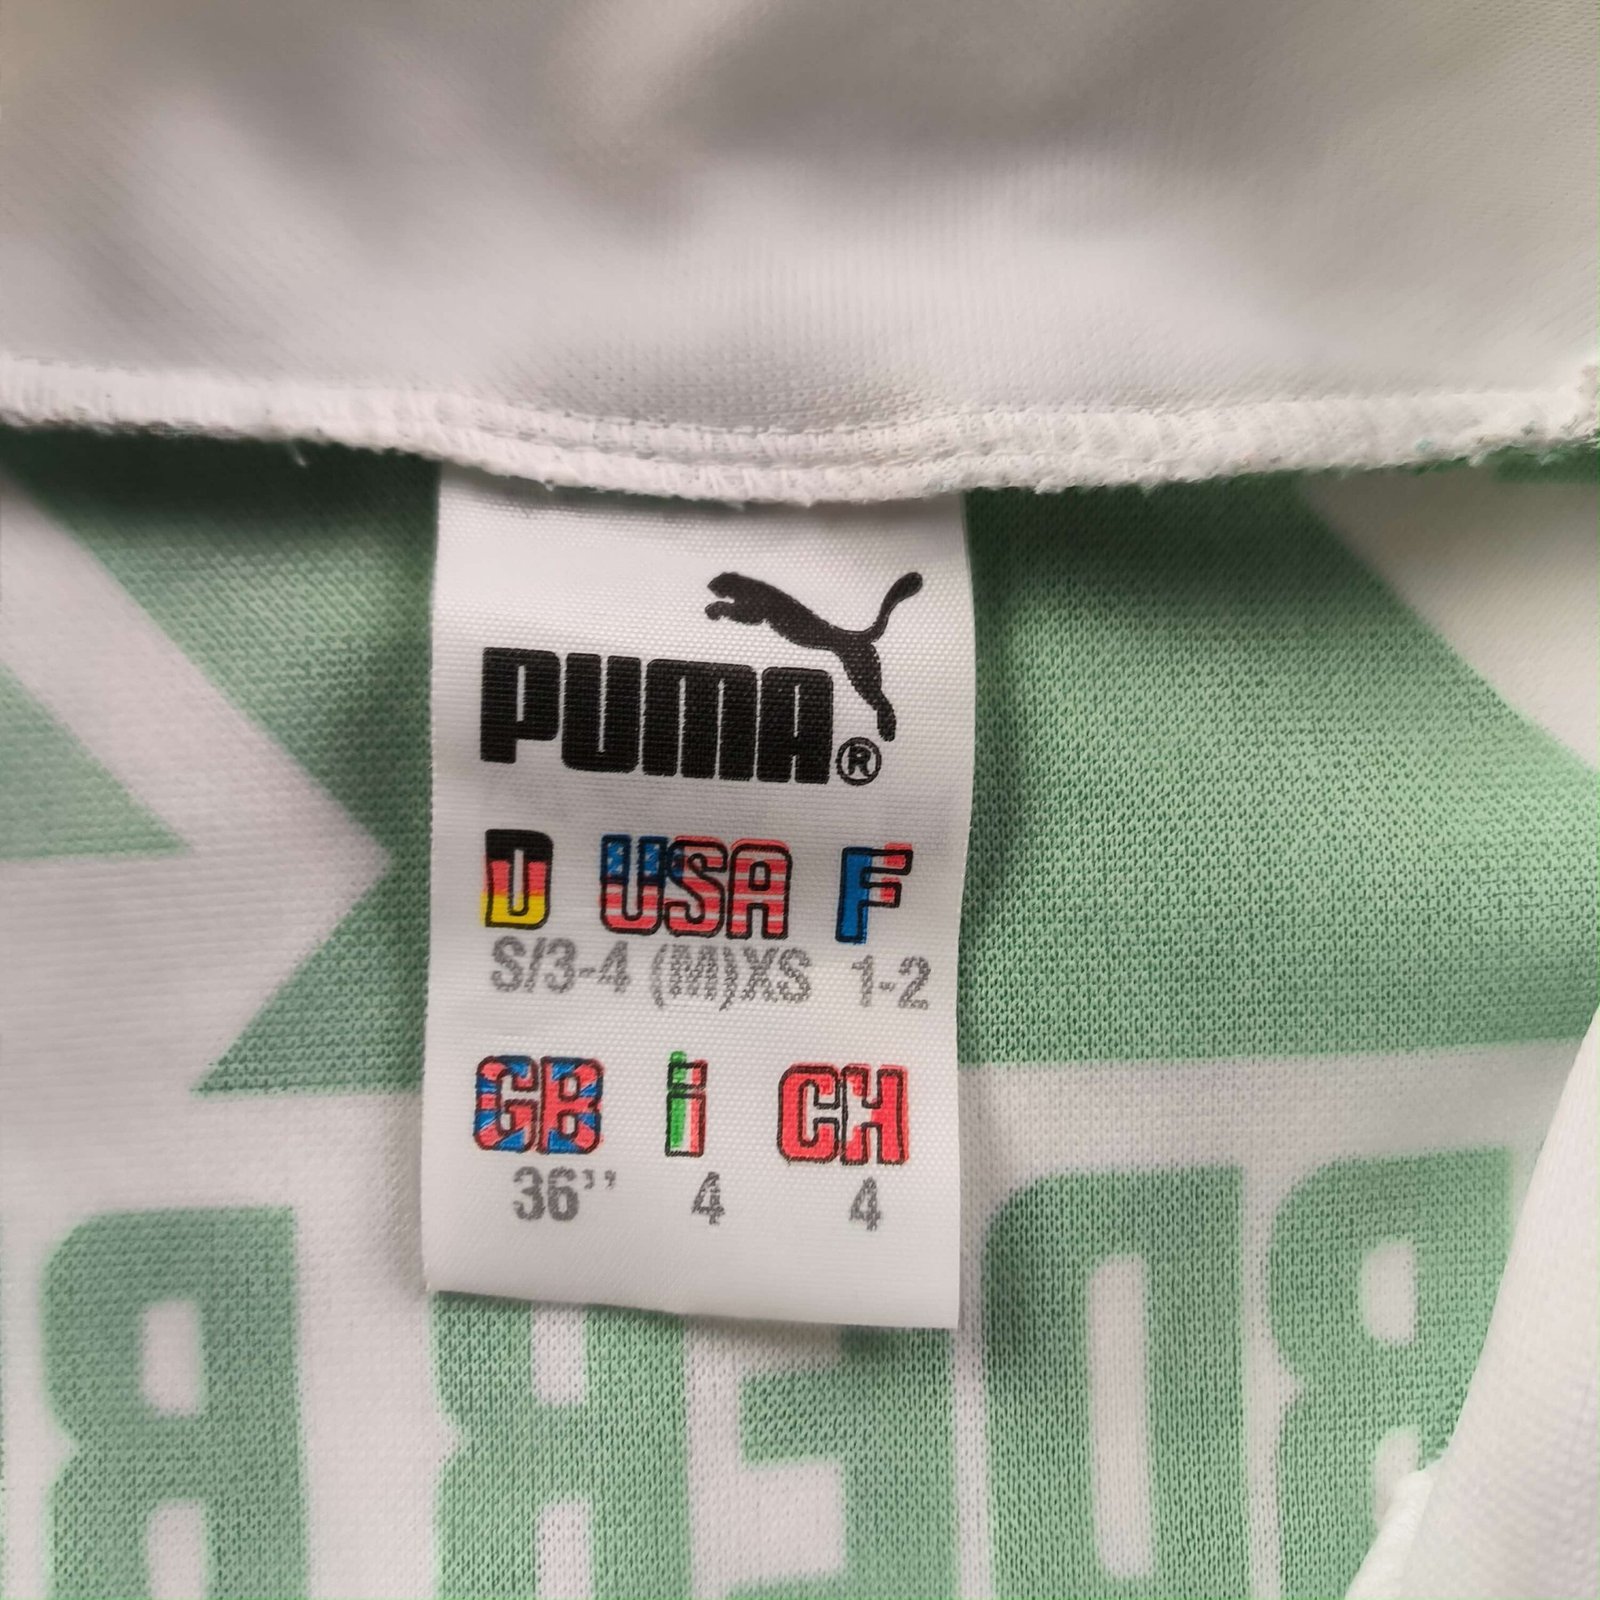 PUMA®
D USA F
S/3-4 (M)XS 1-2
GB i CH
36'' 4 4